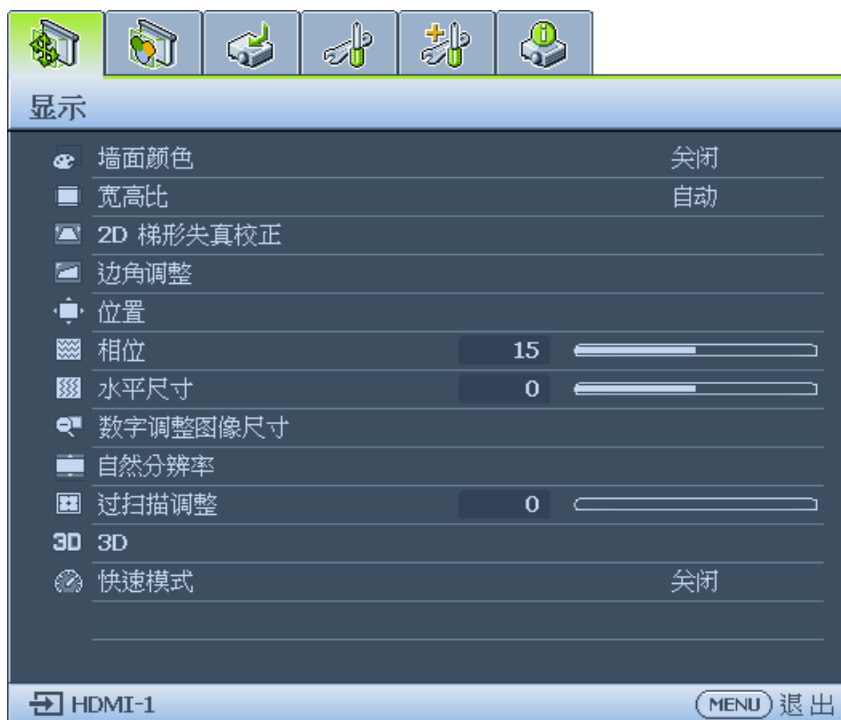 显示
墙面颜色 关闭
宽高比 自动
2D 梯形失真校正
边角调整
位置
相位 15
水平尺寸 0
数字调整图像尺寸
自然分辨率
过扫描调整 0
3D 3D
快速模式 关闭
HDMI-1 MENU 退出